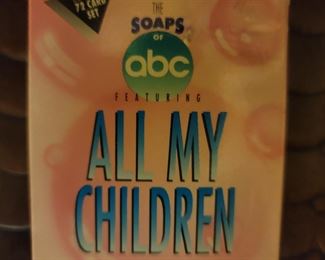 72 CARD
SET
THE
SOAPS
OF
abc
FEATURING
ALL MY
CHILDREN